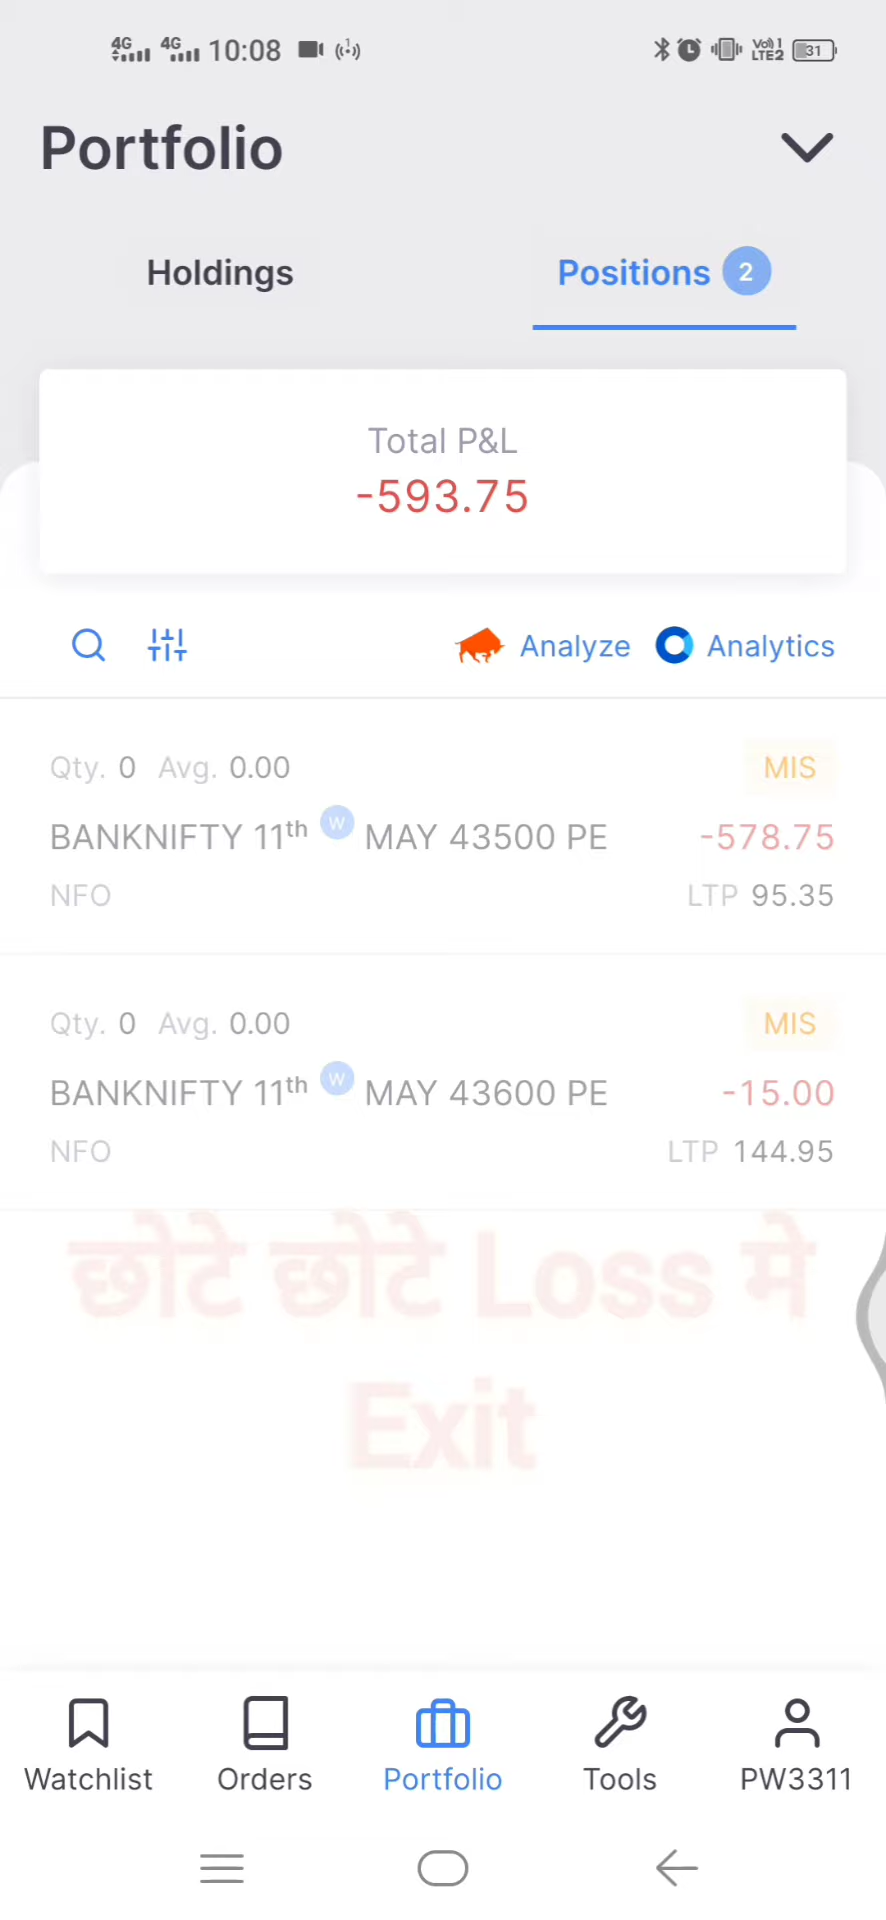 4G 4G 10:08 Vol) 1 LTE2 31
Portfolio
Holdings Positions 2
Total P&L
-593.75
Analyze Analytics
Qty. 0 Avg. 0.00 MIS
BANKNIFTY 11th W MAY 43500 PE -578.75
NFO LTP 95.35
Qty. 0 Avg. 0.00 MIS
BANKNIFTY 11th W MAY 43600 PE -15.00
NFO LTP 144.95
छोटे छोटे Loss मे
Exit
Watchlist Orders Portfolio Tools PW3311